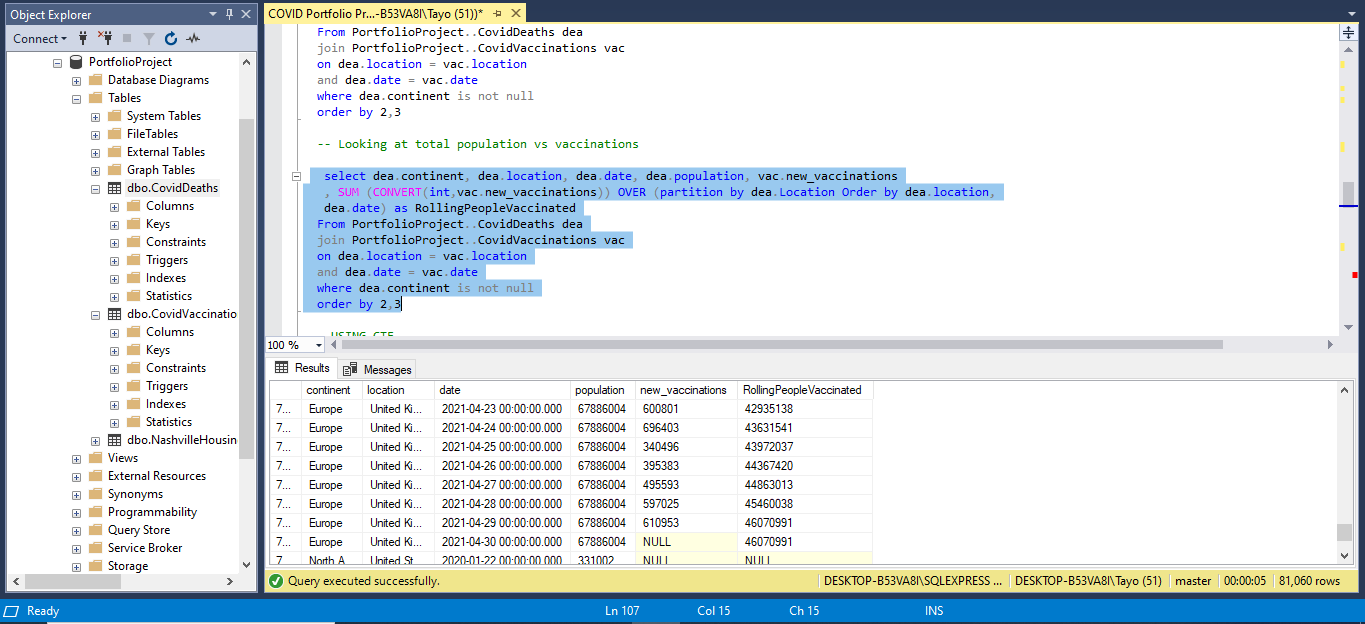 Object Explorer
Connect
PortfolioProject
Database Diagrams
Tables
System Tables
FileTables
External Tables
Graph Tables
dbo.CovidDeaths
Columns
Keys
Constraints
Triggers
Indexes
Statistics
dbo.CovidVaccinatio
Columns
Keys
Constraints
Triggers
Indexes
Statistics
dbo.NashvilleHousin
Views
External Resources
Synonyms
Programmability
Query Store
Service Broker
Storage
COVID Portfolio Pr...-B53VA8I\Tayo (51))*
From PortfolioProject..CovidDeaths dea
join PortfolioProject..CovidVaccinations vac
on dea.location = vac.location
and dea.date = vac.date
where dea.continent is not null
order by 2,3
-- Looking at total population vs vaccinations
select dea.continent, dea.location, dea.date, dea.population, vac.new_vaccinations
, SUM (CONVERT(int,vac.new_vaccinations)) OVER (partition by dea.Location Order by dea.location,
dea.date) as RollingPeopleVaccinated
From PortfolioProject..CovidDeaths dea
join PortfolioProject..CovidVaccinations vac
on dea.location = vac.location
and dea.date = vac.date
where dea.continent is not null
order by 2,3
USING CTE
100 %
Results Messages
continent location date population new_vaccinations RollingPeopleVaccinated
7... Europe United Ki... 2021-04-23 00:00:00.000 67886004 600801 42935138
7... Europe United Ki... 2021-04-24 00:00:00.000 67886004 696403 43631541
7... Europe United Ki... 2021-04-25 00:00:00.000 67886004 340496 43972037
7... Europe United Ki... 2021-04-26 00:00:00.000 67886004 395383 44367420
7... Europe United Ki... 2021-04-27 00:00:00.000 67886004 495593 44863013
7... Europe United Ki... 2021-04-28 00:00:00.000 67886004 597025 45460038
7... Europe United Ki... 2021-04-29 00:00:00.000 67886004 610953 46070991
7... Europe United Ki... 2021-04-30 00:00:00.000 67886004 NULL 46070991
7... North A... United St... 2020-01-22 00:00:00.000 331002... NULL NULL
Query executed successfully.
DESKTOP-B53VA8I\SQLEXPRESS ... DESKTOP-B53VA8I\Tayo (51) master 00:00:05 81,060 rows
Ready Ln 107 Col 15 Ch 15 INS